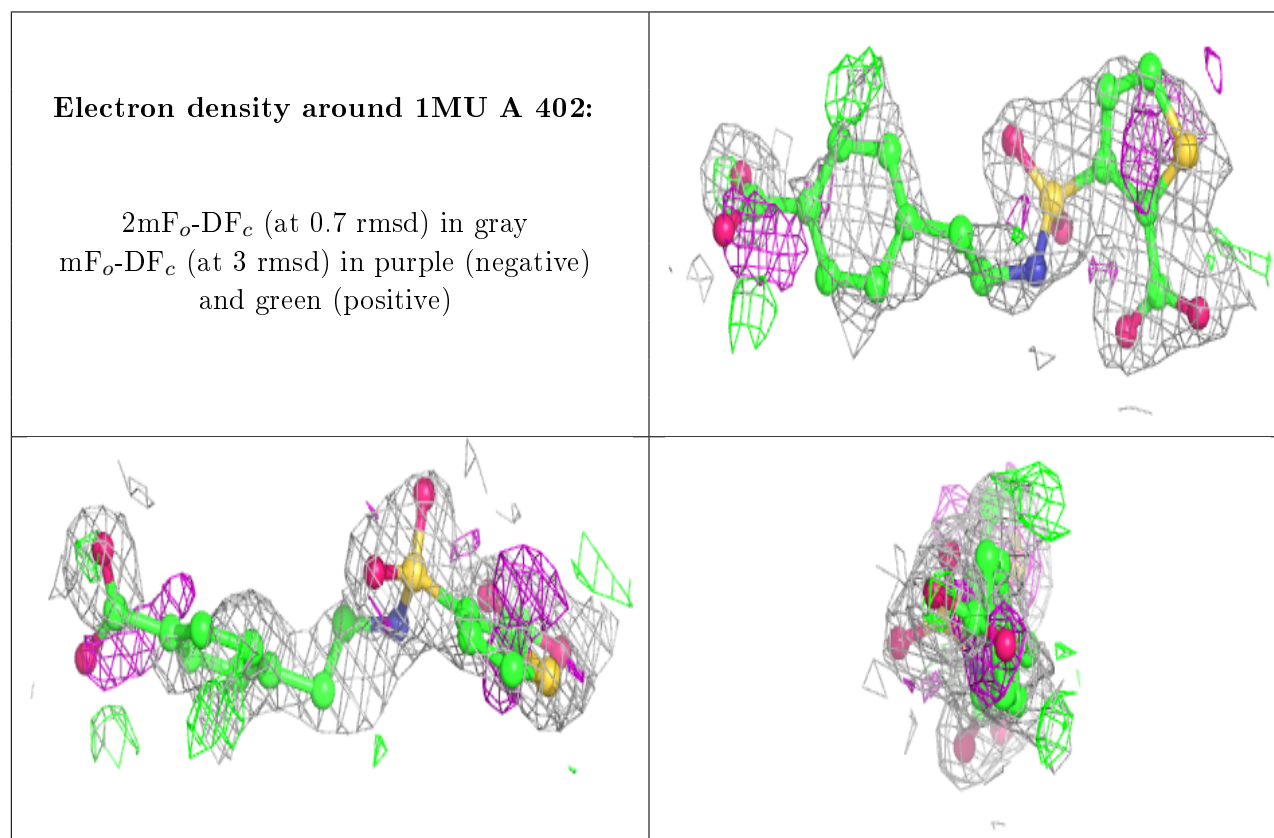 Electron density around 1MU A 402:
2mFₒ-DF𝒸 (at 0.7 rmsd) in gray
mFₒ-DF𝒸 (at 3 rmsd) in purple (negative)
and green (positive)